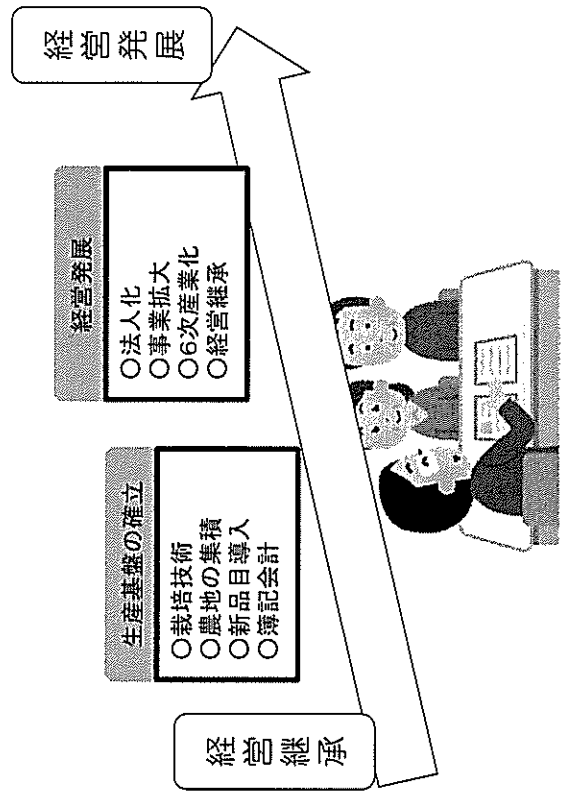 経営発展
経営発展
○法人化
○事業拡大
○6次産業化
○経営継承
生産基盤の確立
○栽培技術
○農地の集積
○新品目導入
○簿記会計
経営継承